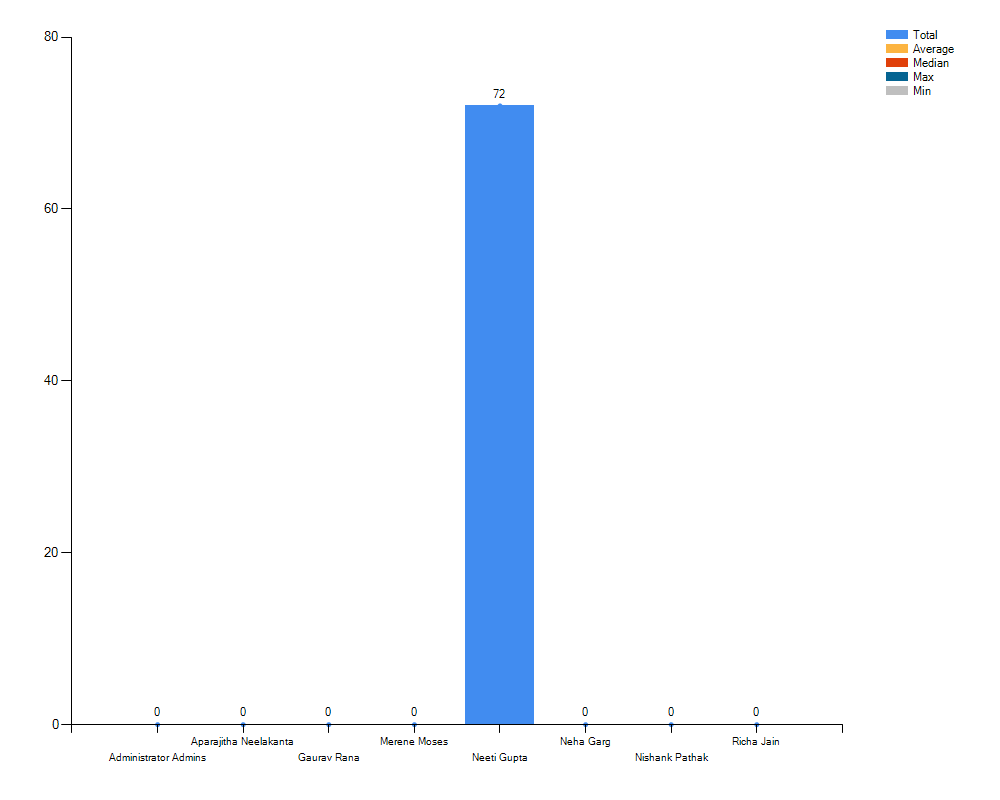 80
60
40
20
0
72
0
0
0
0
0
0
0
Administrator Admins
Aparajitha Neelakanta
Gaurav Rana
Merene Moses
Neeti Gupta
Neha Garg
Nishank Pathak
Richa Jain
Total
Average
Median
Max
Min